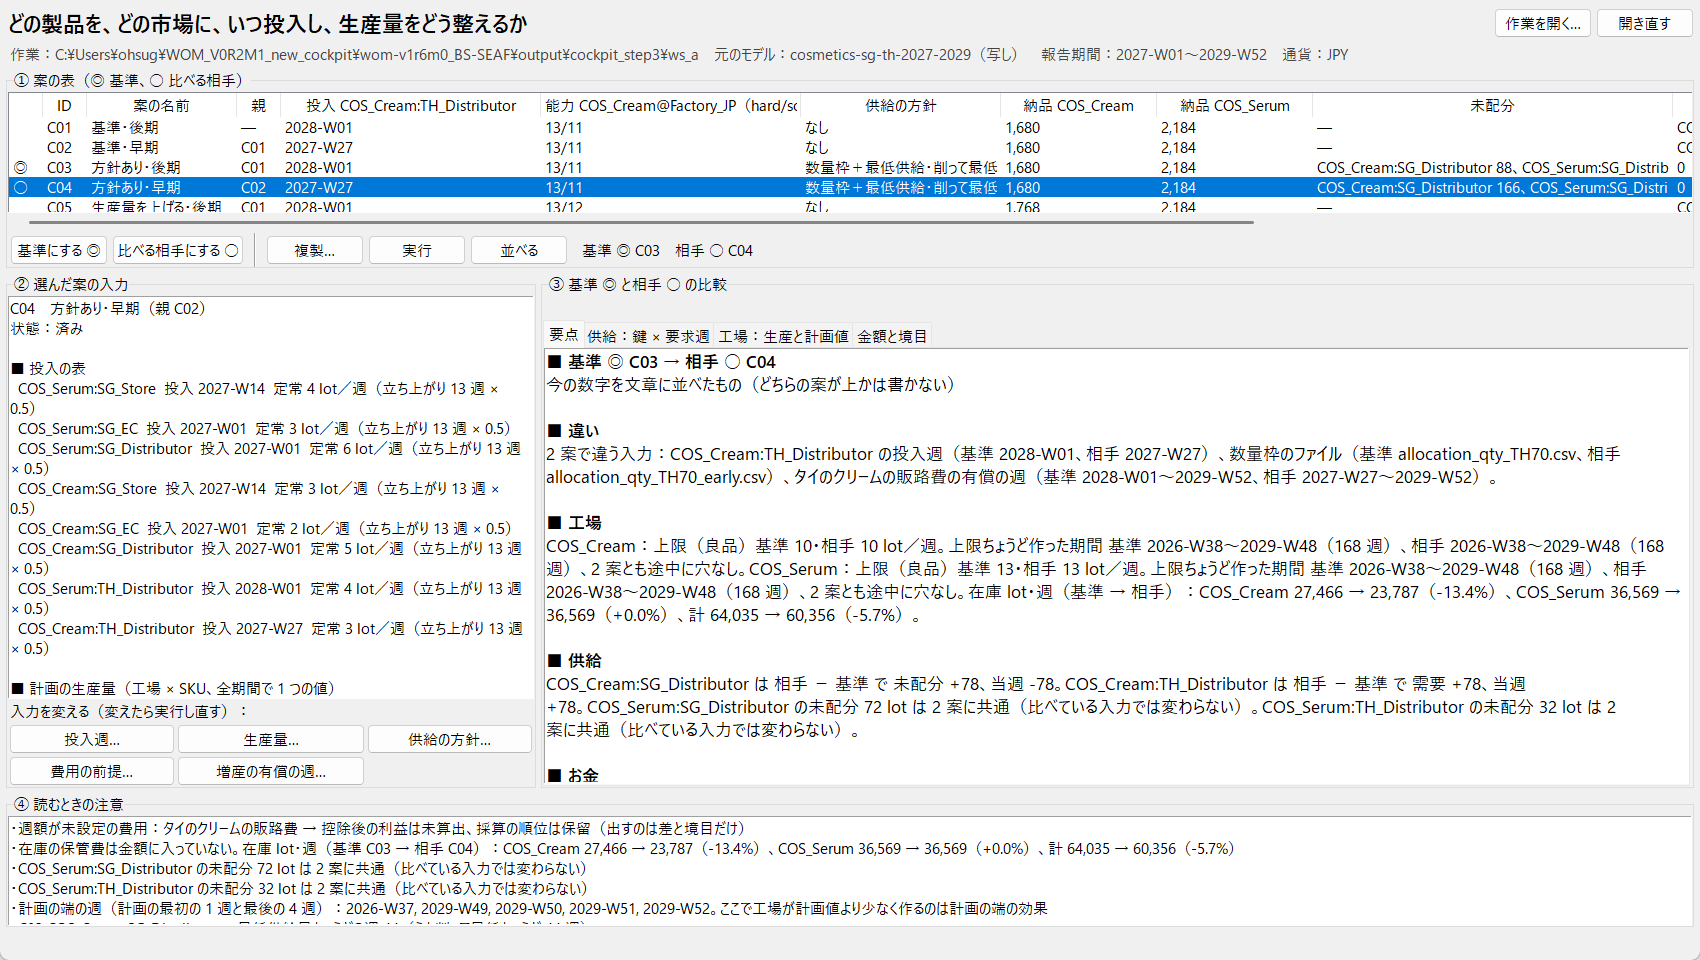 どの製品を、どの市場に、いつ投入し、生産量をどう整えるか
作業を開く... 開き直す
作業：C:¥Users¥ohsug¥WOM_V0R2M1_new_cockpit¥wom-v1r6m0_BS-SEAF¥output¥cockpit_step3¥ws_a 元のモデル：cosmetics-sg-th-2027-2029（写し） 報告期間：2027-W01～2029-W52 通貨：JPY
① 案の表（◎ 基準、○ 比べる相手）
ID 案の名前 親 投入 COS_Cream:TH_Distributor 能力 COS_Cream@Factory_JP（hard/sc 供給の方針 納品 COS_Cream 納品 COS_Serum 未配分
C01 基準・後期 — 2028-W01 13/11 なし 1,680 2,184 — CC
C02 基準・早期 C01 2027-W27 13/11 なし 1,680 2,184 — CC
◎ C03 方針あり・後期 C01 2028-W01 13/11 数量枠＋最低供給・削って最低 1,680 2,184 COS_Cream:SG_Distributor 88、COS_Serum:SG_Distrib 0
○ C04 方針あり・早期 C02 2027-W27 13/11 数量枠＋最低供給・削って最低 1,680 2,184 COS_Cream:SG_Distributor 166、COS_Serum:SG_Distri 0
C05 生産量を上げる・後期 C01 2028-W01 13/12 なし 1,768 2,184 — CC
基準にする ◎ 比べる相手にする ○ 複製... 実行 並べる 基準 ◎ C03 相手 ○ C04
② 選んだ案の入力
C04 方針あり・早期（親 C02）
状態：済み
■ 投入の表
COS_Serum:SG_Store 投入 2027-W14 定常 4 lot／週（立ち上がり 13 週 ×
0.5）
COS_Serum:SG_EC 投入 2027-W01 定常 3 lot／週（立ち上がり 13 週 × 0.5）
COS_Serum:SG_Distributor 投入 2027-W01 定常 6 lot／週（立ち上がり 13 週
× 0.5）
COS_Cream:SG_Store 投入 2027-W14 定常 3 lot／週（立ち上がり 13 週 ×
0.5）
COS_Cream:SG_EC 投入 2027-W01 定常 2 lot／週（立ち上がり 13 週 × 0.5）
COS_Cream:SG_Distributor 投入 2027-W01 定常 5 lot／週（立ち上がり 13 週
× 0.5）
COS_Serum:TH_Distributor 投入 2028-W01 定常 4 lot／週（立ち上がり 13 週
× 0.5）
COS_Cream:TH_Distributor 投入 2027-W27 定常 3 lot／週（立ち上がり 13 週
× 0.5）
■ 計画の生産量（工場 × SKU、全期間で 1 つの値）
入力を変える（変えたら実行し直す）：
投入週... 生産量... 供給の方針...
費用の前提... 増産の有償の週...
③ 基準 ◎ と相手 ○ の比較
要点 供給：鍵 × 要求週 工場：生産と計画値 金額と境目
■ 基準 ◎ C03 → 相手 ○ C04
今の数字を文章に並べたもの（どちらの案が上かは書かない）
■ 違い
2 案で違う入力：COS_Cream:TH_Distributor の投入週（基準 2028-W01、相手 2027-W27）、数量枠のファイル（基準 allocation_qty_TH70.csv、相手
allocation_qty_TH70_early.csv）、タイのクリームの販路費の有償の週（基準 2028-W01～2029-W52、相手 2027-W27～2029-W52）。
■ 工場
COS_Cream：上限（良品）基準 10・相手 10 lot／週。上限ちょうど作った期間 基準 2026-W38～2029-W48（168 週）、相手 2026-W38～2029-W48（168
週）、2 案とも途中に穴なし。COS_Serum：上限（良品）基準 13・相手 13 lot／週。上限ちょうど作った期間 基準 2026-W38～2029-W48（168 週）、相手
2026-W38～2029-W48（168 週）、2 案とも途中に穴なし。在庫 lot・週（基準 → 相手）：COS_Cream 27,466 → 23,787（-13.4%）、COS_Serum 36,569 →
36,569（+0.0%）、計 64,035 → 60,356（-5.7%）。
■ 供給
COS_Cream:SG_Distributor は 相手 − 基準 で 未配分 +78、当週 -78。COS_Cream:TH_Distributor は 相手 − 基準 で 需要 +78、当週
+78。COS_Serum:SG_Distributor の未配分 72 lot は 2 案に共通（比べている入力では変わらない）。COS_Serum:TH_Distributor の未配分 32 lot は 2
案に共通（比べている入力では変わらない）。
■ お金
④ 読むときの注意
・週額が未設定の費用：タイのクリームの販路費 → 控除後の利益は未算出、採算の順位は保留（出すのは差と境目だけ）
・在庫の保管費は金額に入っていない。在庫 lot・週（基準 C03 → 相手 C04）：COS_Cream 27,466 → 23,787（-13.4%）、COS_Serum 36,569 → 36,569（+0.0%）、計 64,035 → 60,356（-5.7%）
・COS_Serum:SG_Distributor の未配分 72 lot は 2 案に共通（比べている入力では変わらない）
・COS_Serum:TH_Distributor の未配分 32 lot は 2 案に共通（比べている入力では変わらない）
・計画の端の週（計画の最初の 1 週と最後の 4 週）：2026-W37, 2029-W49, 2029-W50, 2029-W51, 2029-W52。ここで工場が計画値より少なく作るのは計画の端の効果